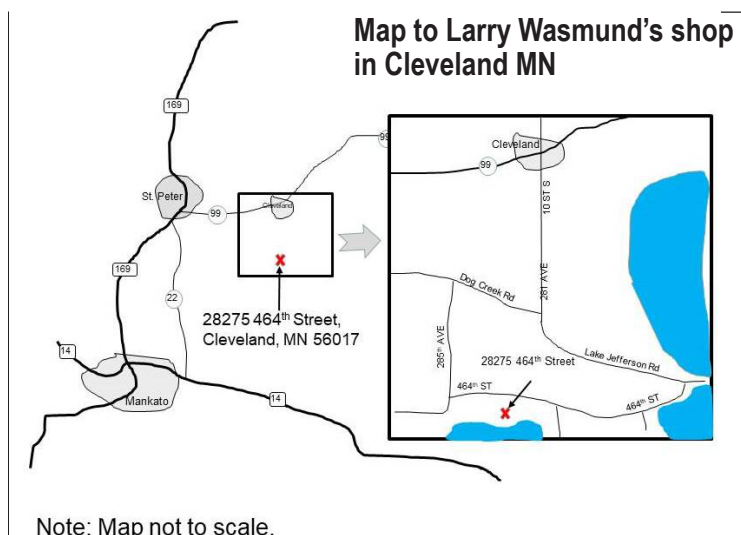 Map to Larry Wasmund’s shop
in Cleveland MN
169
99
St. Peter
Cleveland
99
169
22
28275 464th Street,
Cleveland, MN 56017
14
Mankato
14
Cleveland
99
10 ST S
281 AVE
Dog Creek Rd
285th AVE
Lake Jefferson Rd
28275 464th Street
464th ST
464th ST
Note: Map not to scale.